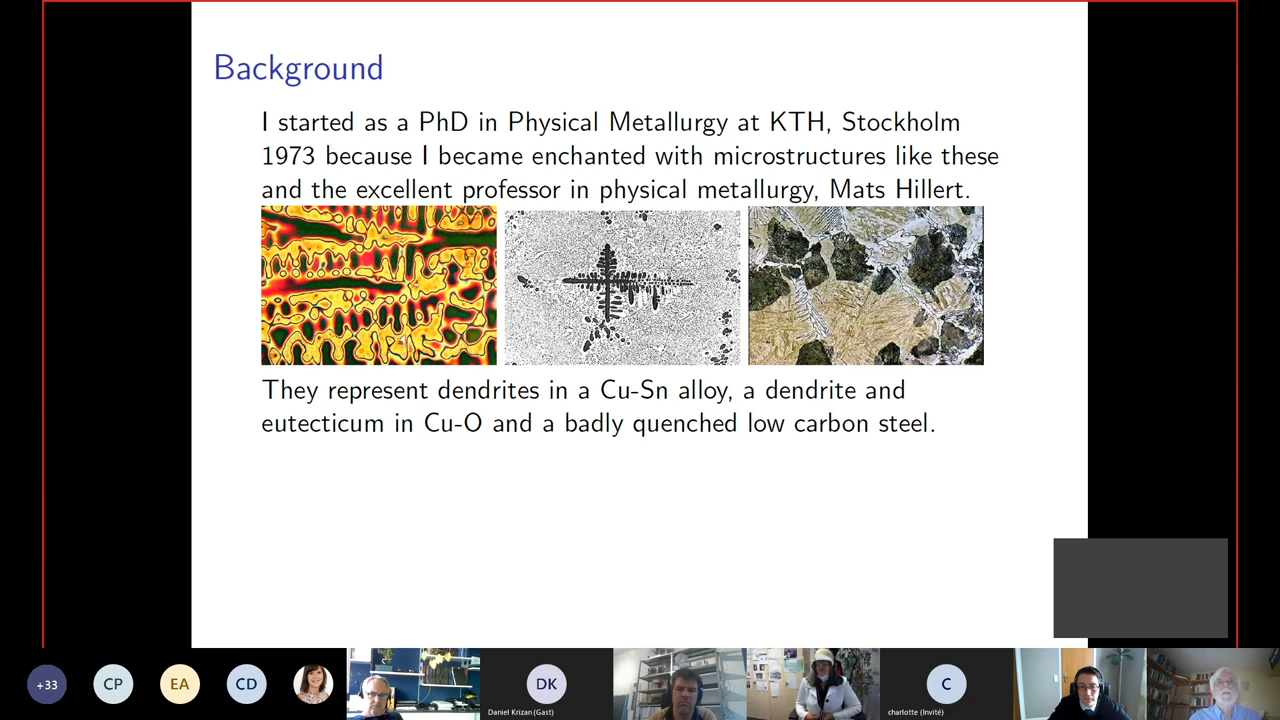 Background
I started as a PhD in Physical Metallurgy at KTH, Stockholm
1973 because I became enchanted with microstructures like these
and the excellent professor in physical metallurgy, Mats Hillert.
They represent dendrites in a Cu-Sn alloy, a dendrite and
eutecticum in Cu-O and a badly quenched low carbon steel.
+33
CP
EA
CD
DK
Daniel Krizan (Gast)
C
charlotte (Invité)